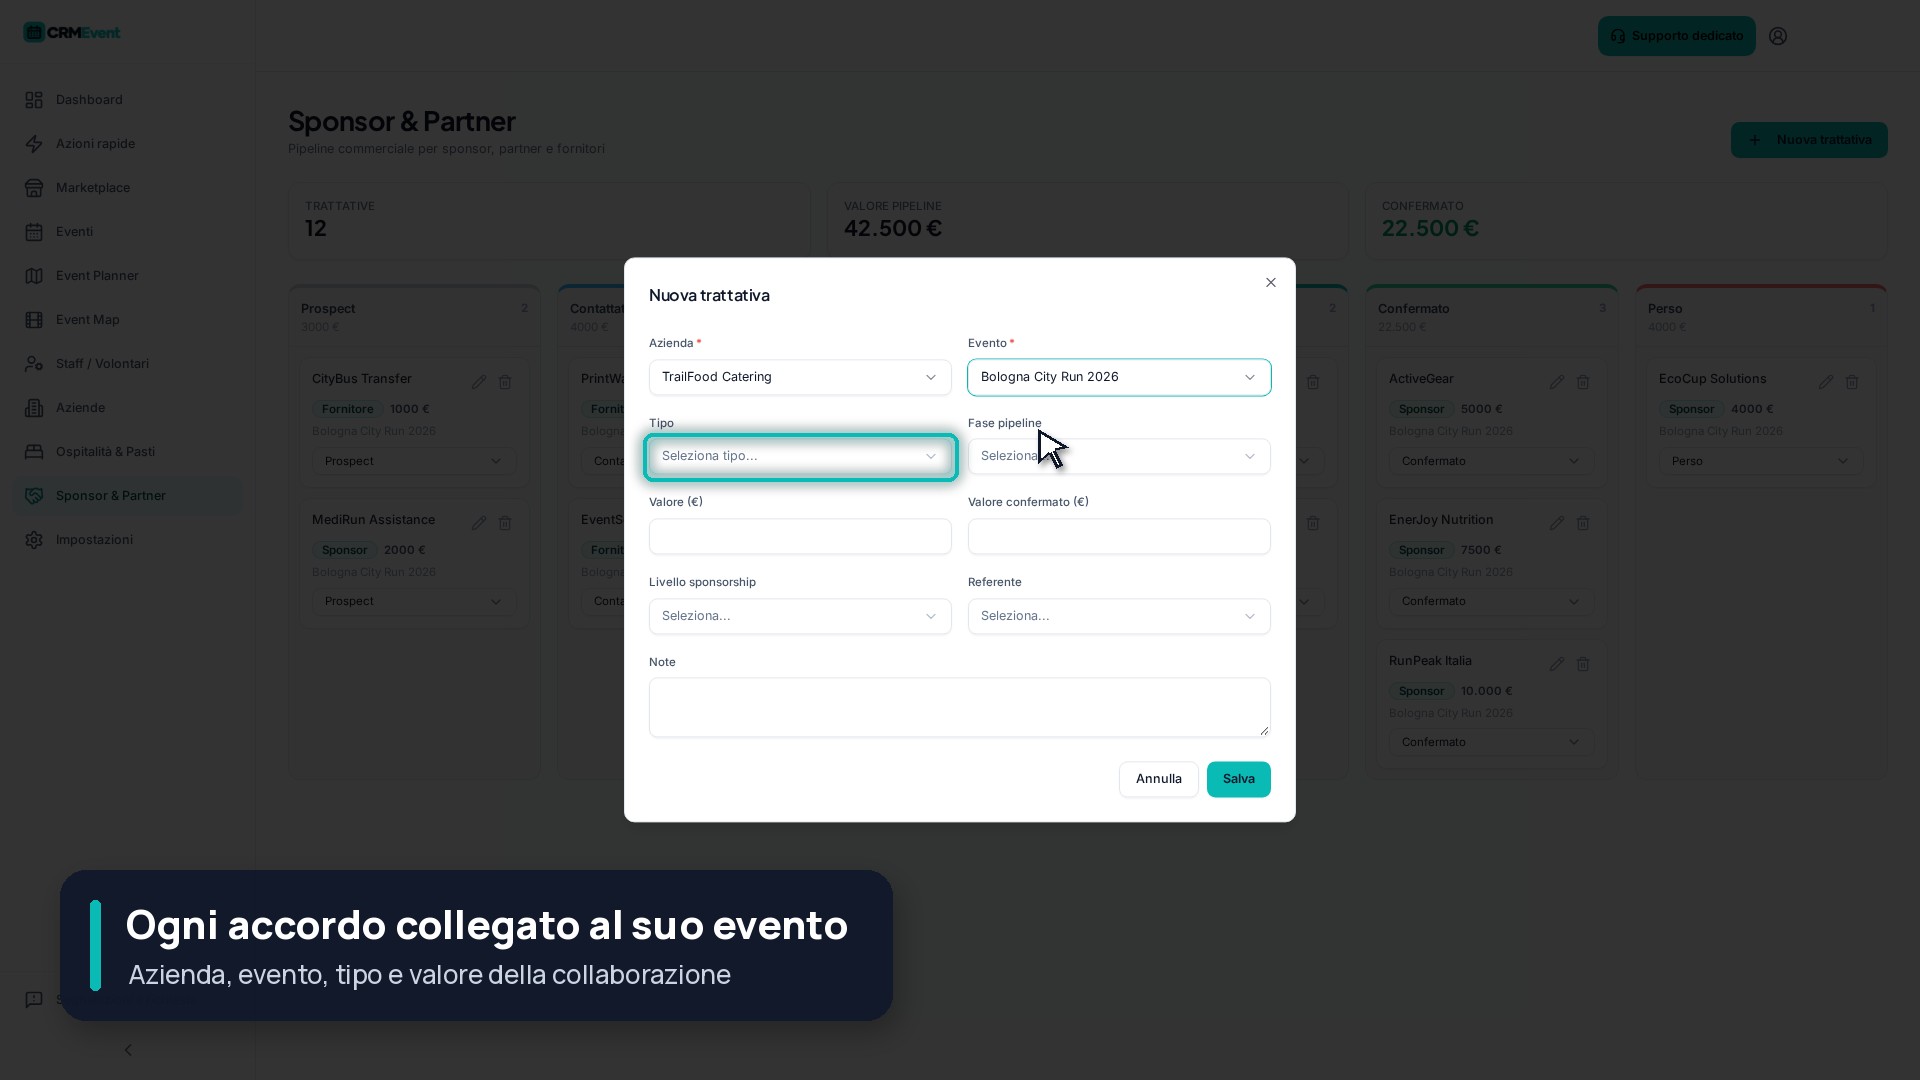 CRMEvent
Supporto dedicato
Dashboard
Azioni rapide
Marketplace
Eventi
Event Planner
Event Map
Staff / Volontari
Aziende
Ospitalità & Pasti
Sponsor & Partner
Impostazioni
Sponsor & Partner
Pipeline commerciale per sponsor, partner e fornitori
Nuova trattativa
TRATTATIVE
12
VALORE PIPELINE
42.500 €
CONFERMATO
22.500 €
Prospect 2
3000 €
CityBus Transfer
Fornitore 1000 €
Bologna City Run 2026
Prospect
MediRun Assistance
Sponsor 2000 €
Bologna City Run 2026
Prospect
4000 €
2
Confermato 3
22.500 €
ActiveGear
Sponsor 5000 €
Bologna City Run 2026
Confermato
EnerJoy Nutrition
Sponsor 7500 €
Bologna City Run 2026
Confermato
RunPeak Italia
Sponsor 10.000 €
Bologna City Run 2026
Confermato
Perso 1
4000 €
EcoCup Solutions
Sponsor 4000 €
Bologna City Run 2026
Perso
Nuova trattativa
Azienda *
TrailFood Catering
Evento *
Bologna City Run 2026
Tipo
Seleziona tipo...
Fase pipeline
Seleziona
Valore (€)
Valore confermato (€)
Livello sponsorship
Seleziona...
Referente
Seleziona...
Note
Annulla
Salva
Ogni accordo collegato al suo evento
Azienda, evento, tipo e valore della collaborazione